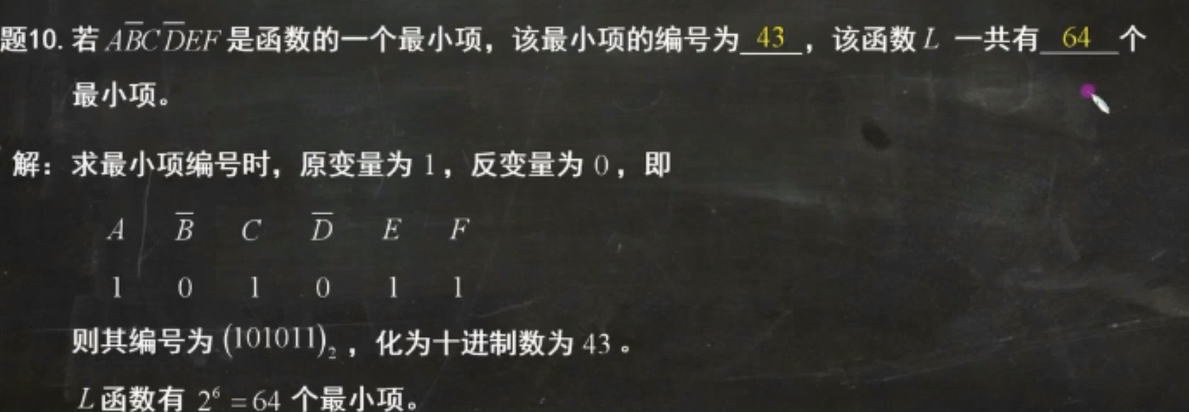 题10. 若 A\overline{B}C\overline{D}EF 是函数的一个最小项，该最小项的编号为 43 ，该函数 L 一共有 64 个
最小项。
解：求最小项编号时，原变量为 1，反变量为 0，即
A \overline{B} C \overline{D} E F
1 0 1 0 1 1
则其编号为 (101011)₂，化为十进制数为 43 。
L 函数有 2⁶ = 64 个最小项。